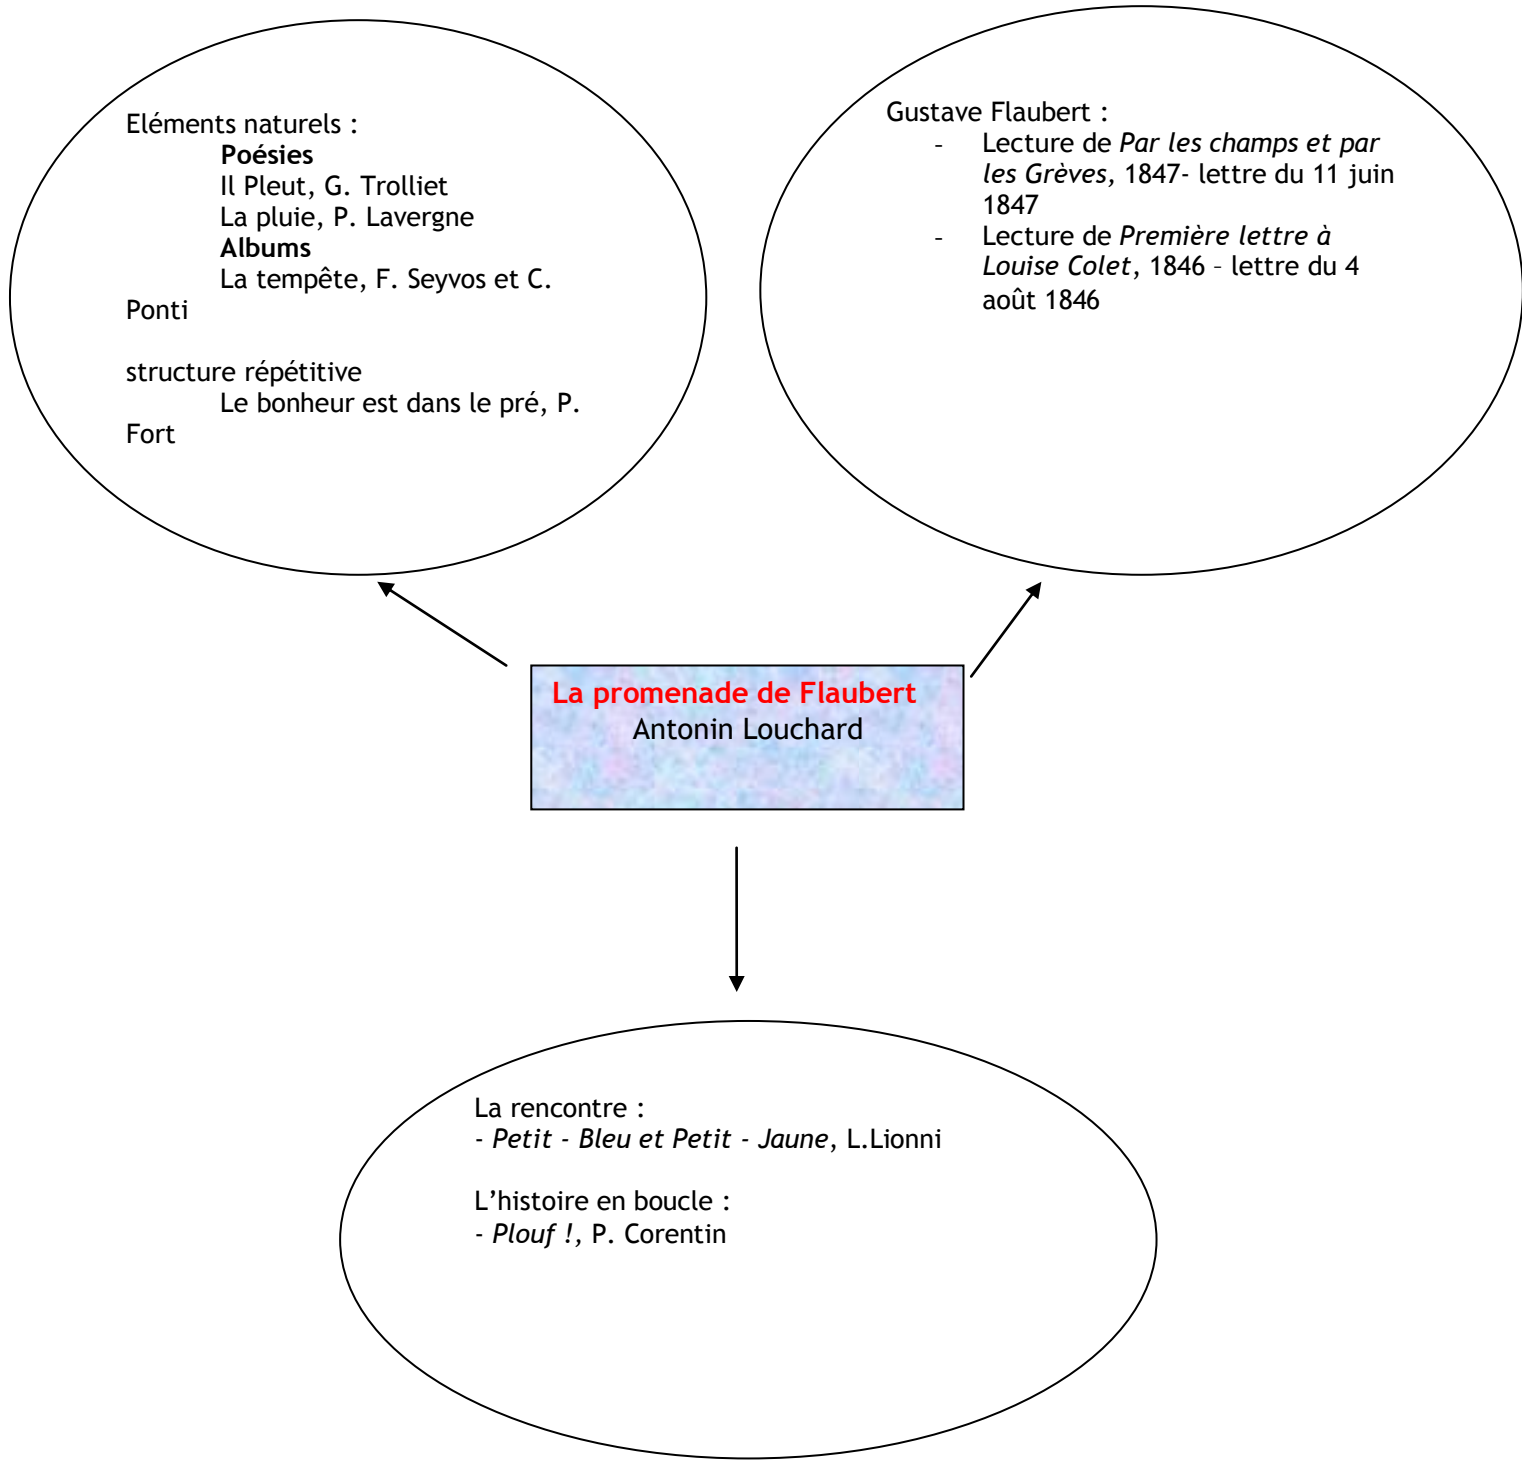 Eléments naturels :
Poésies
Il Pleut, G. Trolliet
La pluie, P. Lavergne
Albums
La tempête, F. Seyvos et C.
Ponti
structure répétitive
Le bonheur est dans le pré, P.
Fort
Gustave Flaubert :
- Lecture de Par les champs et par
les Grèves, 1847- lettre du 11 juin
1847
- Lecture de Première lettre à
Louise Colet, 1846 – lettre du 4
août 1846
La promenade de Flaubert
Antonin Louchard
La rencontre :
- Petit - Bleu et Petit - Jaune, L.Lionni
L’histoire en boucle :
- Plouf !, P. Corentin